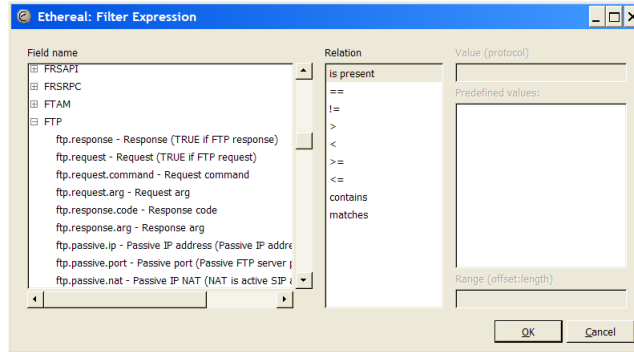 Ethereal: Filter Expression
Field name
FRSAPI
FRSRPC
FTAM
FTP
ftp.response - Response (TRUE if FTP response)
ftp.request - Request (TRUE if FTP request)
ftp.request.command - Request command
ftp.request.arg - Request arg
ftp.response.code - Response code
ftp.response.arg - Response arg
ftp.passive.ip - Passive IP address (Passive IP addre
ftp.passive.port - Passive port (Passive FTP server p
ftp.passive.nat - Passive IP NAT (NAT is active SIP a
Relation
is present
==
!=
>
<
>=
<=
contains
matches
Value (protocol)
Predefined values:
Range (offset:length)
OK
Cancel